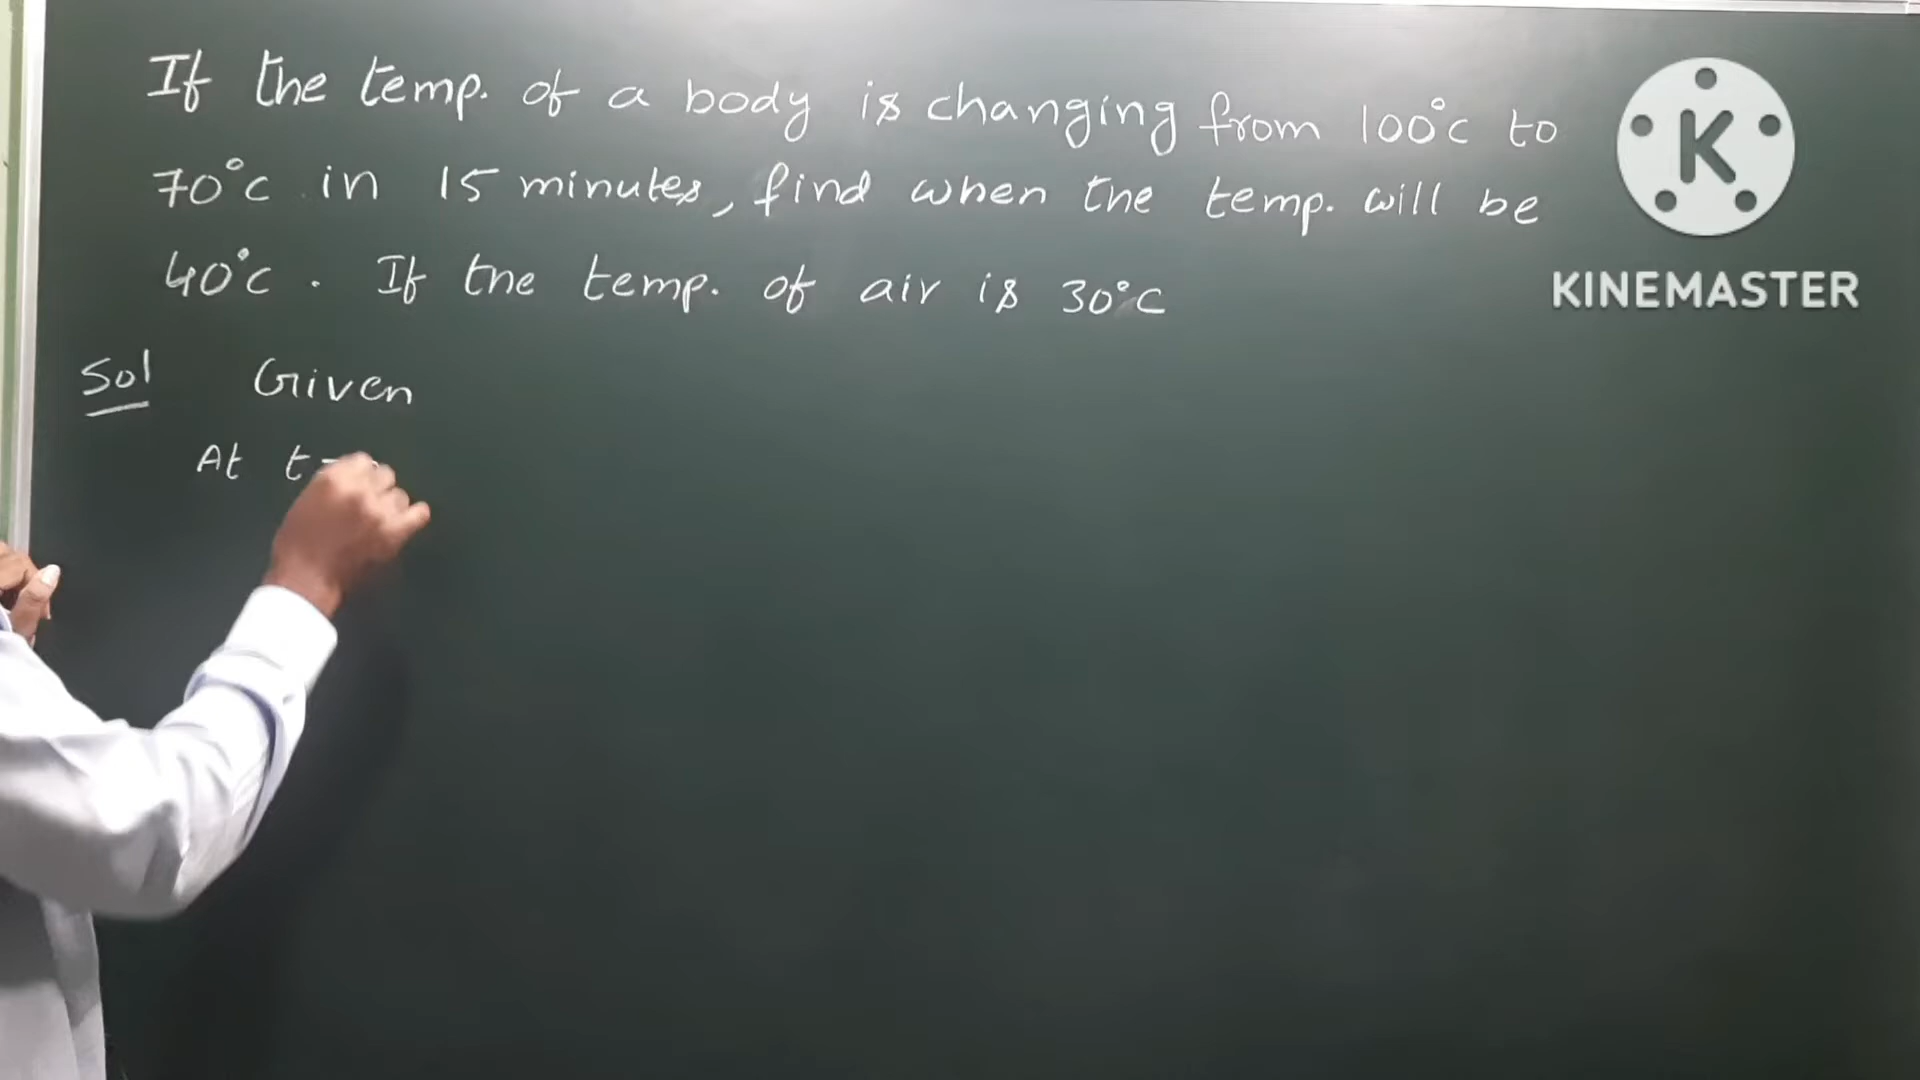 If the temp. of a body is changing from 100°c to
70°c in 15 minutes, find when the temp. will be
40°c. If the temp. of air is 30°c
K
KINEMASTER
Sol Given
At t=